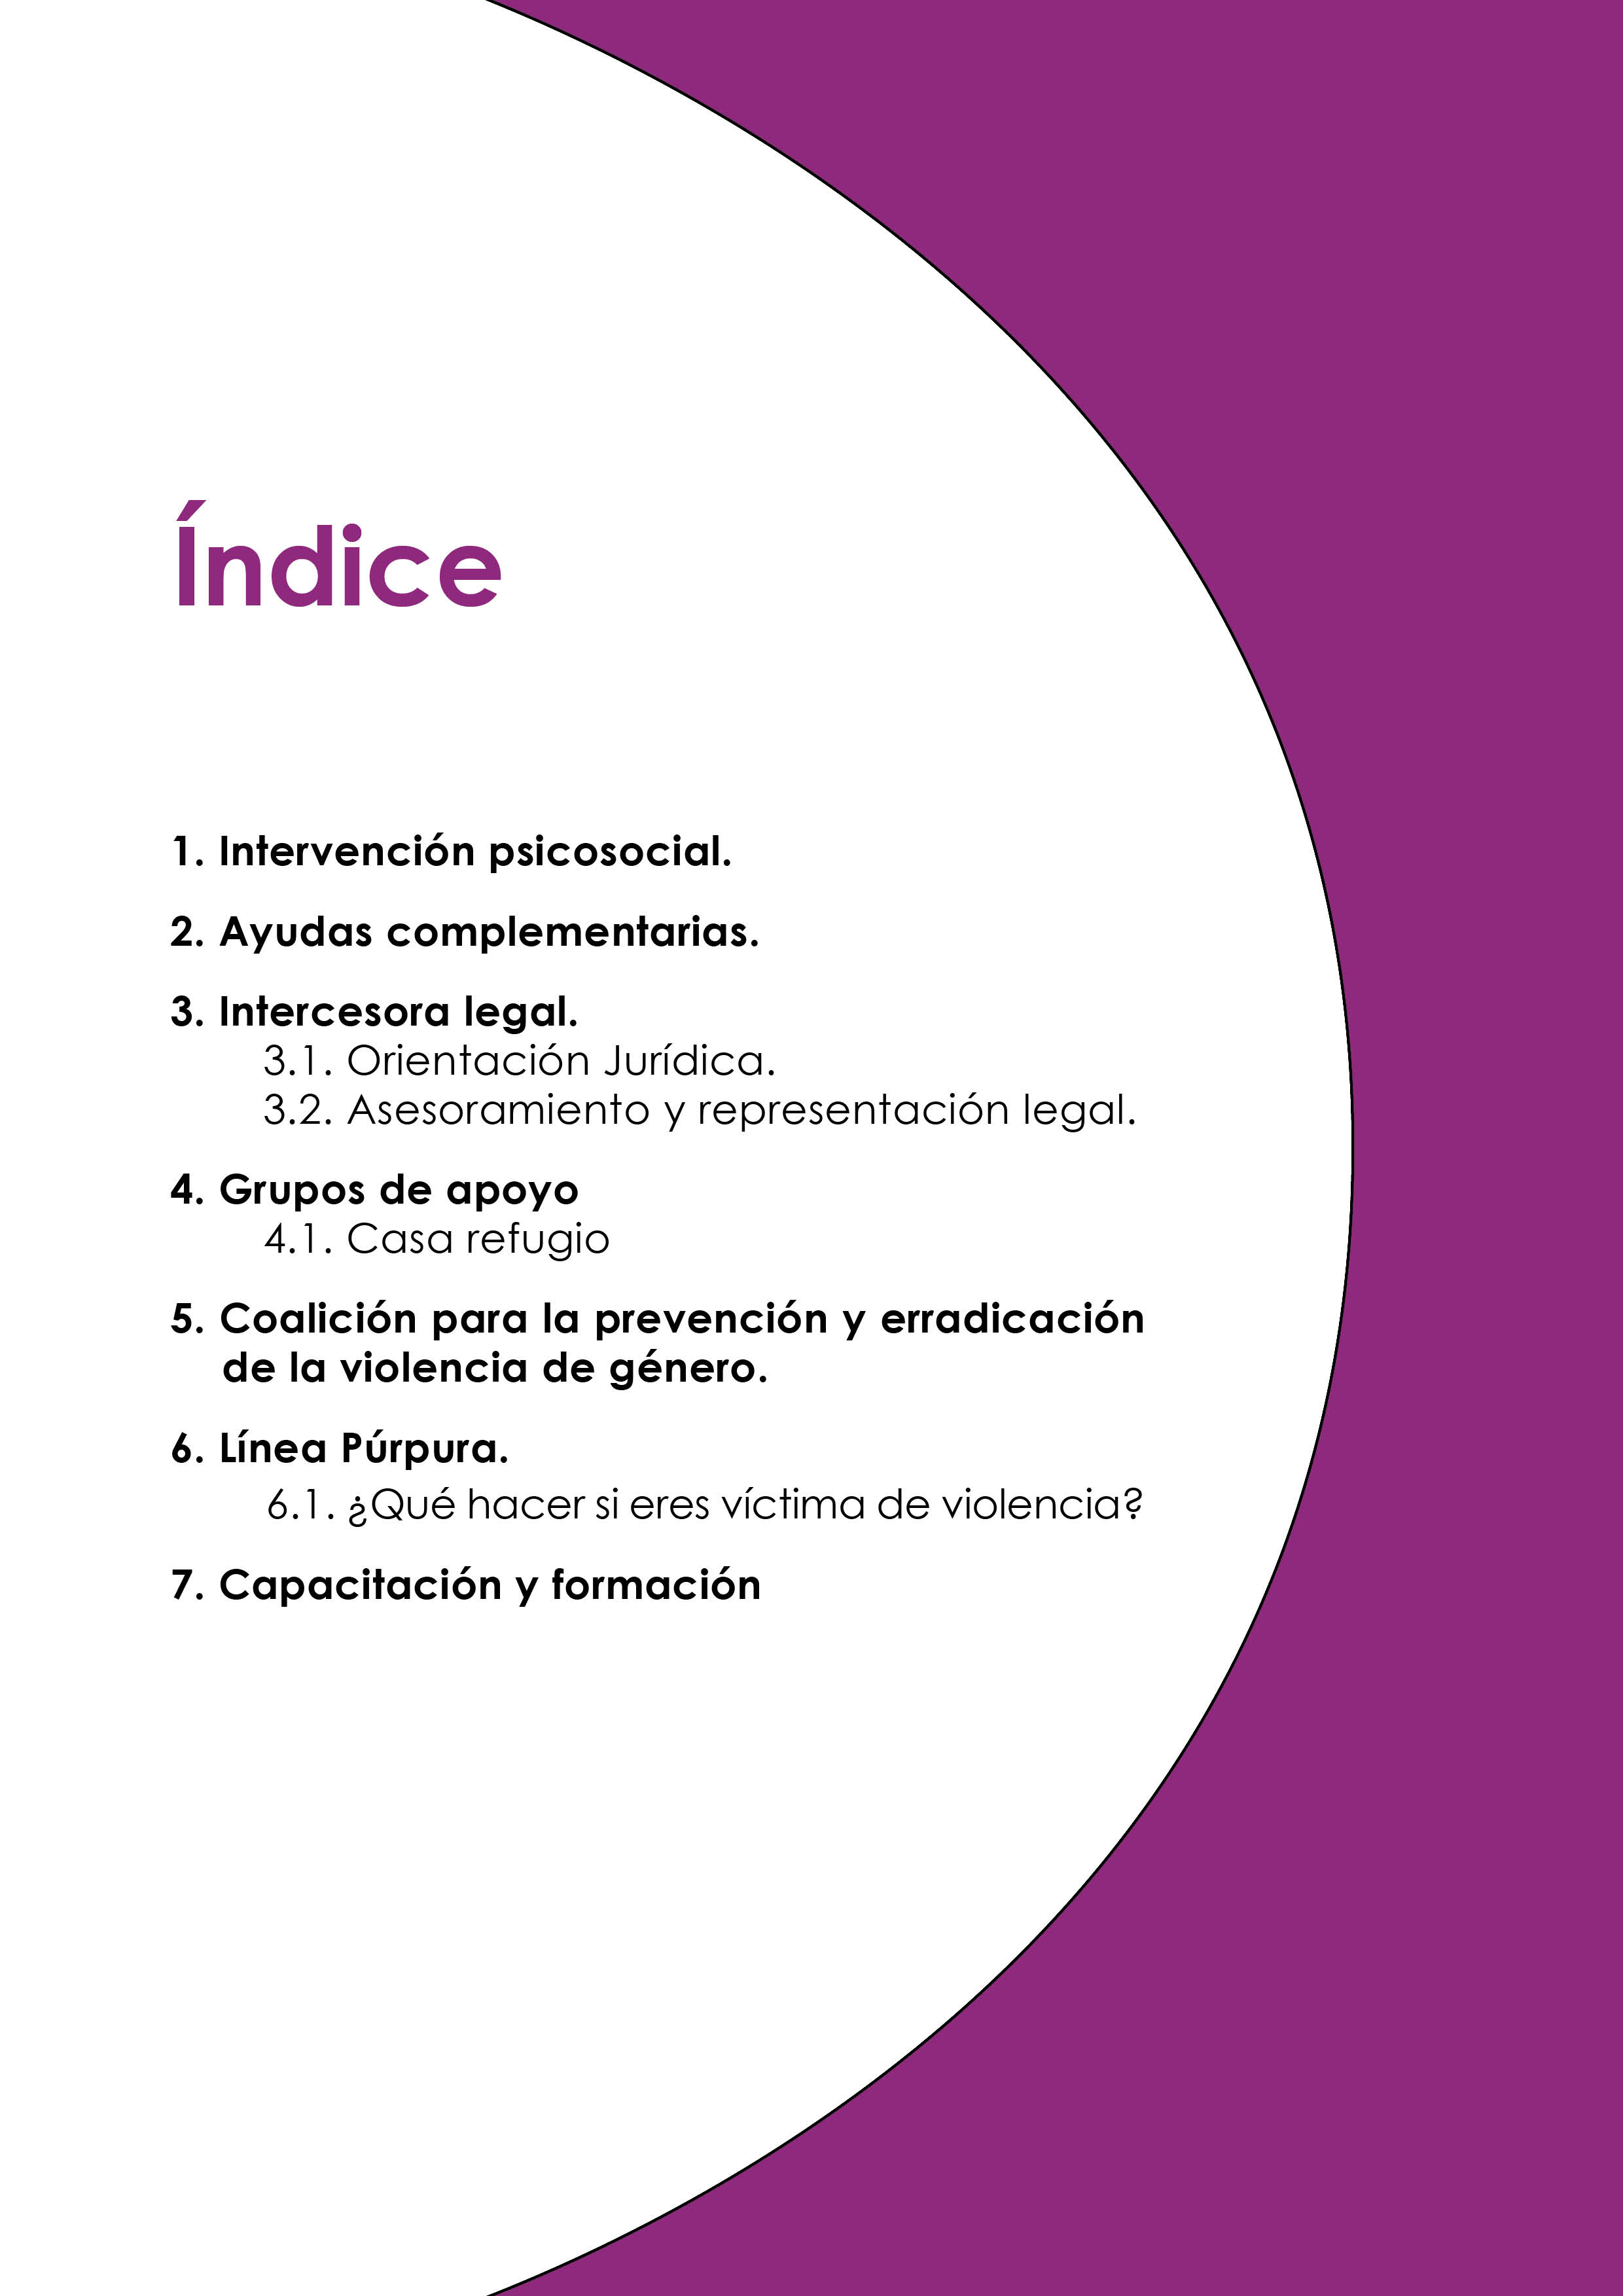 Índice
1. Intervención psicosocial.
2. Ayudas complementarias.
3. Intercesora legal.
3.1. Orientación Jurídica.
3.2. Asesoramiento y representación legal.
4. Grupos de apoyo
4.1. Casa refugio
5. Coalición para la prevención y erradicación
de la violencia de género.
6. Línea Púrpura.
6.1. ¿Qué hacer si eres víctima de violencia?
7. Capacitación y formación